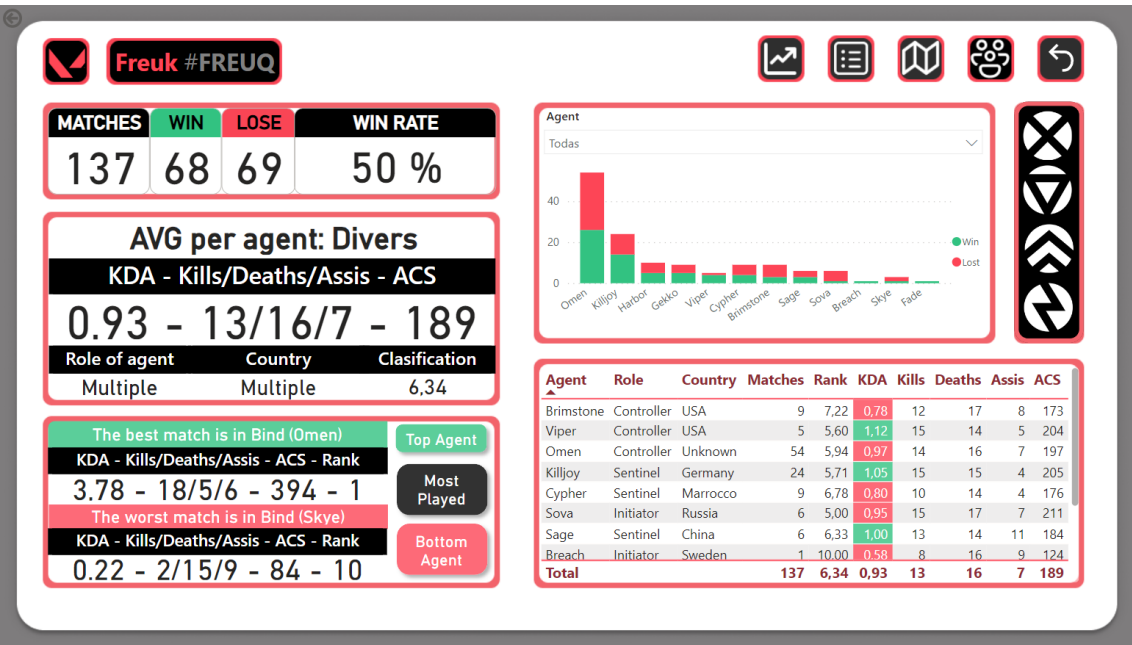 Freuk #FREUQ
MATCHES WIN LOSE WIN RATE
137 68 69 50 %
AVG per agent: Divers
KDA - Kills/Deaths/Assis - ACS
0.93 - 13/16/7 - 189
Role of agent Country Clasification
Multiple Multiple 6,34
The best match is in Bind (Omen)
KDA - Kills/Deaths/Assis - ACS - Rank
3.78 - 18/5/6 - 394 - 1
The worst match is in Bind (Skye)
KDA - Kills/Deaths/Assis - ACS - Rank
0.22 - 2/15/9 - 84 - 10
Top Agent
Most
Played
Bottom
Agent
Agent
Todas
40
20
0
Omen Killjoy Harbor Gekko Viper Cypher Brimstone Sage Sova Breach Skye Fade
Win
Lost
Agent Role Country Matches Rank KDA Kills Deaths Assis ACS
Brimstone Controller USA 9 7,22 0,78 12 17 8 173
Viper Controller USA 5 5,60 1,12 15 14 5 204
Omen Controller Unknown 54 5,94 0,97 14 16 7 197
Killjoy Sentinel Germany 24 5,71 1,05 15 15 4 205
Cypher Sentinel Marrocco 9 6,78 0,80 10 14 4 176
Sova Initiator Russia 6 5,00 0,95 15 17 7 211
Sage Sentinel China 6 6,33 1,00 13 14 11 184
Breach Initiator Sweden 1 10,00 0,58 8 16 9 124
Total 137 6,34 0,93 13 16 7 189